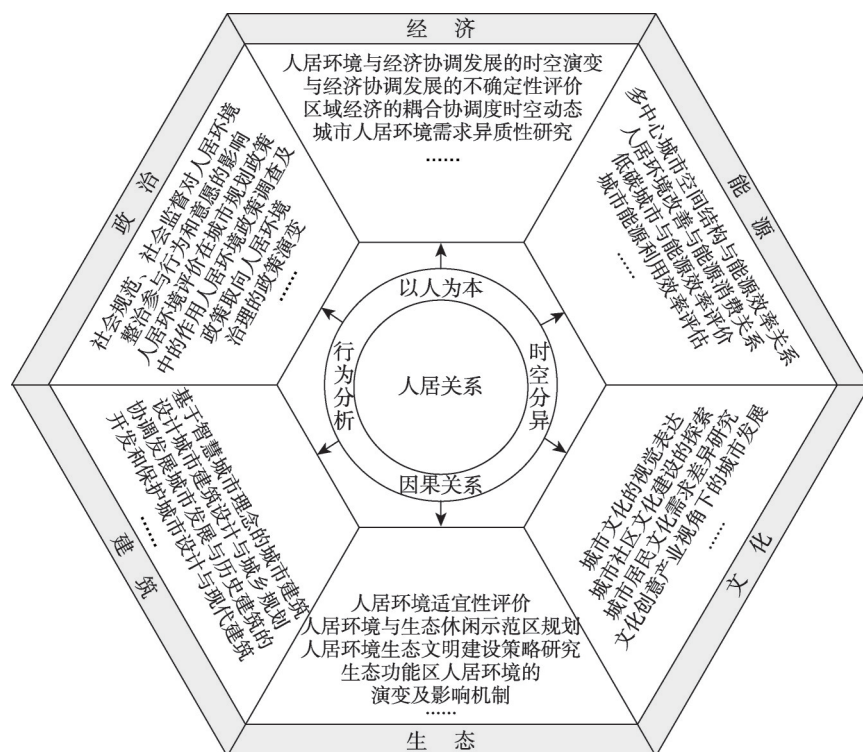 经 济
人居环境与经济协调发展的时空演变
与经济协调发展的不确定性评价
区域经济的耦合协调度时空动态
城市人居环境需求异质性研究
……
能 源
多中心城市空间结构与能源效率关系
人居环境改善与能源消费关系
低碳城市与能源效率评价
城市能源利用效率评估
……
文 化
城市文化的视觉表达
城市社区文化建设的探索
城市居民文化需求差异研究
文化创意产业视角下的城市发展
……
生 态
人居环境适宜性评价
人居环境与生态休闲示范区规划
人居环境生态文明建设策略研究
生态功能区人居环境的
演变及影响机制
……
建 筑
基于智慧城市理念的城市建筑
设计城市建筑设计与城乡规划
协调发展城市发展与历史建筑的
开发和保护城市设计与现代建筑
……
政 治
社会规范、社会监督对人居环境
整治参与行为和意愿的影响
人居环境评价在城市规划政策
中的作用人居环境政策调查及
政策取向人居环境
治理的政策演变
……
以人为本
时空分异
因果关系
行为分析
人居关系